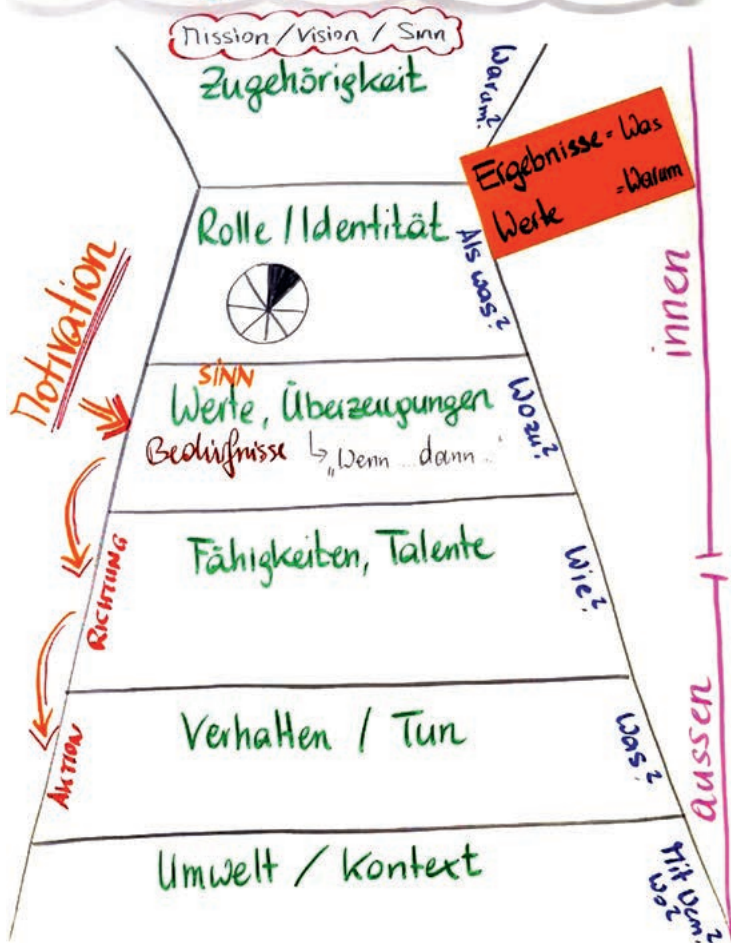 Mission / Vision / Sinn
Zugehörigkeit
Warum?
Ergebnisse = Was
Werte = Warum
Rolle / Identität
Als was?
innen
Motivation
SINN
Werte, Überzeugungen
Wozu?
Bedürfnisse ↳ „Wenn ... dann ..“
Fähigkeiten, Talente
Wie?
RICHTUNG
Verhalten / Tun
Was?
AKTION
aussen
Umwelt / Kontext
Mit wem?
Wo?